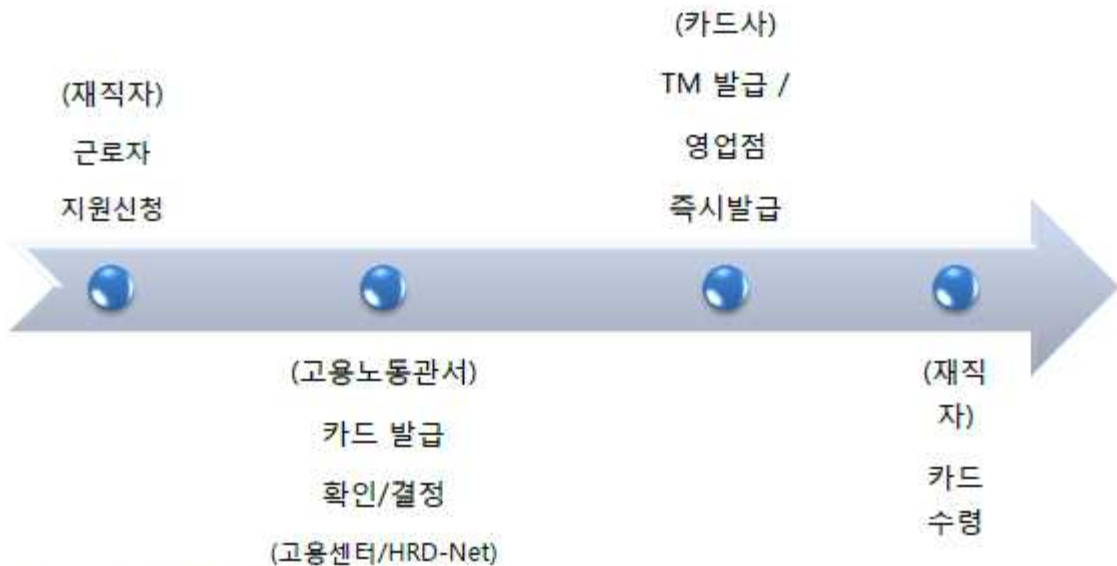 (재직자)
근로자
지원신청
(고용노동관서)
카드 발급
확인/결정
(고용센터/HRD-Net)
(카드사)
TM 발급 /
영업점
즉시발급
(재직
자)
카드
수령